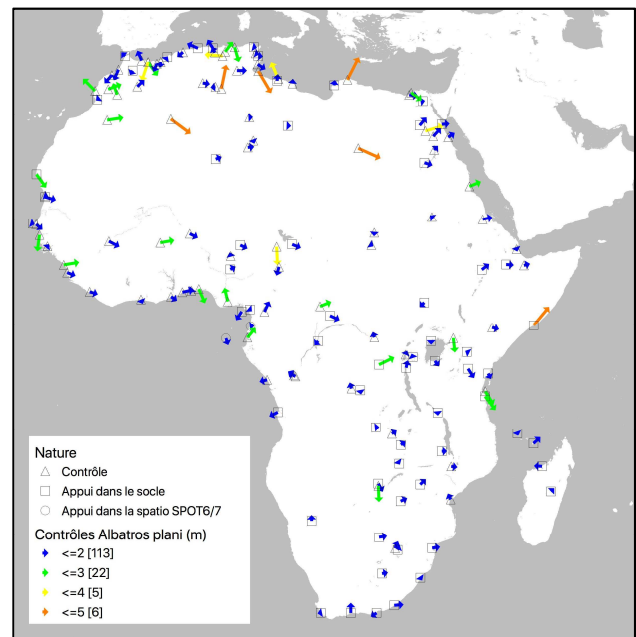 Nature
Contrôle
Appui dans le socle
Appui dans la spatio SPOT6/7
Contrôles Albatros plani (m)
<=2 [113]
<=3 [22]
<=4 [5]
<=5 [6]